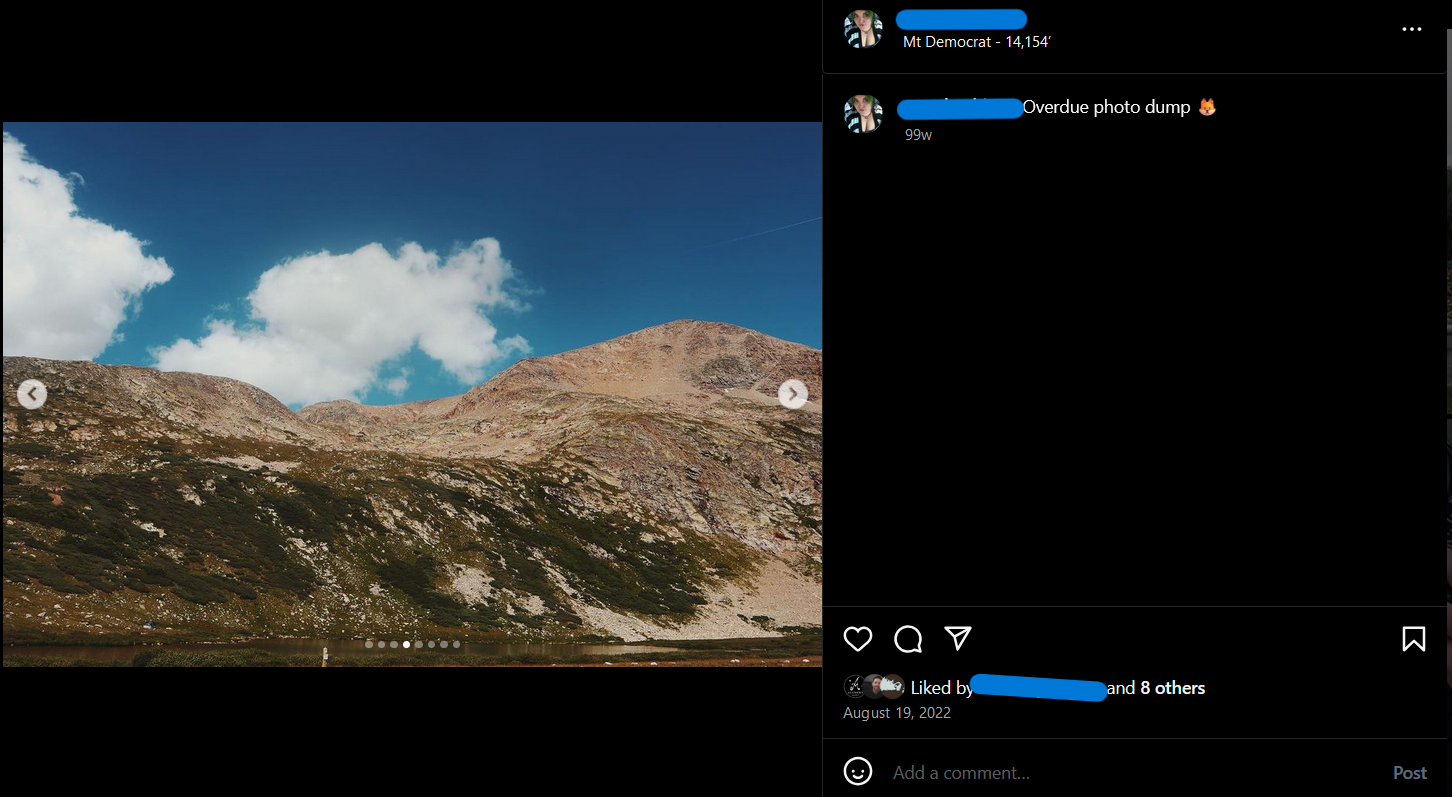 Mt Democrat - 14,154'
Overdue photo dump 🦊
99w
Liked by and 8 others
August 19, 2022
Add a comment...
Post